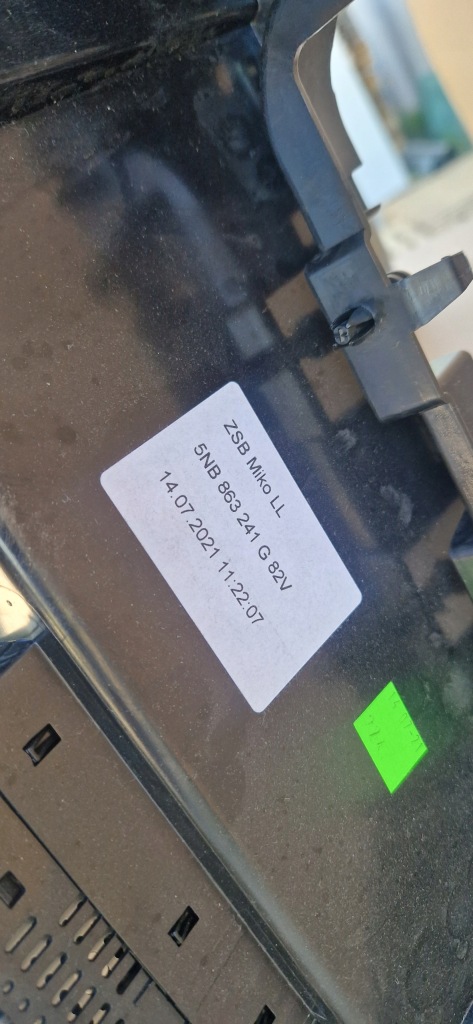 ZSB Miko LL
5NB 863 241 G 82V
14.07.2021 11:22:07